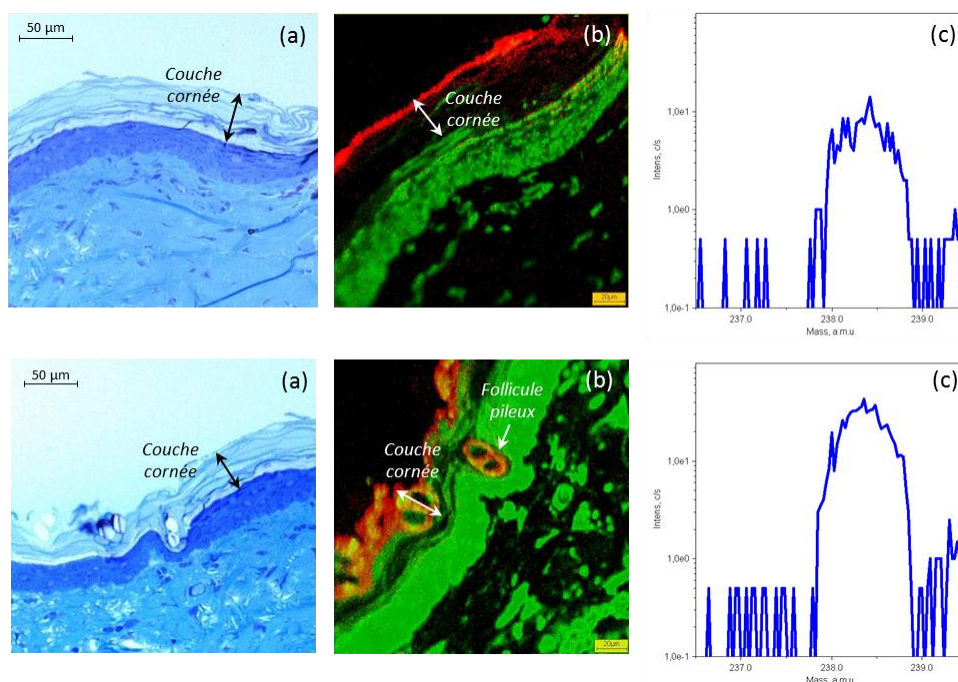 50 µm
(a)
Couche
cornée
(b)
Couche
cornée
20µm
(c)
Intens, c/s
1,0e1
1,0e0
1,0e-1
237.0
238.0
239.0
Mass, a.m.u.
50 µm
(a)
Couche
cornée
(b)
Follicule
pileux
Couche
cornée
20µm
(c)
Intens, c/s
1,0e1
1,0e0
1,0e-1
237.0
238.0
239.0
Mass, a.m.u.